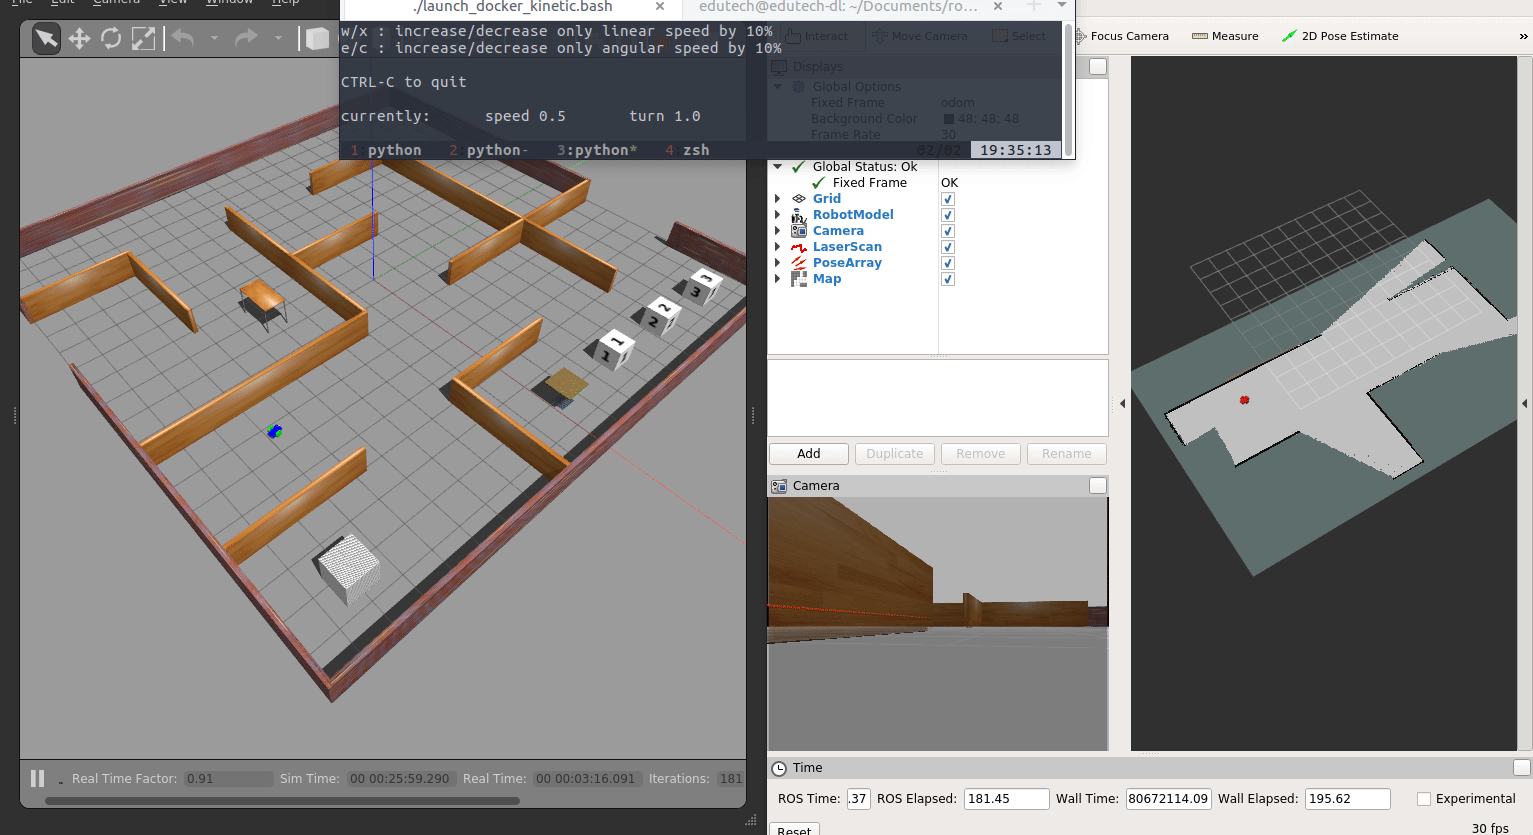 File Edit Camera View Window Help
./launch_docker_kinetic.bash × edutech@edutech-dl: ~/Documents/ro... ×
w/x : increase/decrease only linear speed by 10%
e/c : increase/decrease only angular speed by 10%
CTRL-C to quit
currently: speed 0.5 turn 1.0
1 python 2 python- 3:python* 4 zsh 02/02 19:35:13
Interact Move Camera Select Focus Camera Measure 2D Pose Estimate »
Displays
Global Options
Fixed Frame odom
Background Color 48; 48; 48
Frame Rate 30
Global Status: Ok
Fixed Frame OK
Grid
RobotModel
Camera
LaserScan
PoseArray
Map
Add Duplicate Remove Rename
Camera
3
3
2
2
1
1
1
Real Time Factor: 0.91 Sim Time: 00 00:25:59.290 Real Time: 00 00:03:16.091 Iterations: 181
Time
ROS Time: .37 ROS Elapsed: 181.45 Wall Time: 80672114.09 Wall Elapsed: 195.62 Experimental
Reset 30 fps